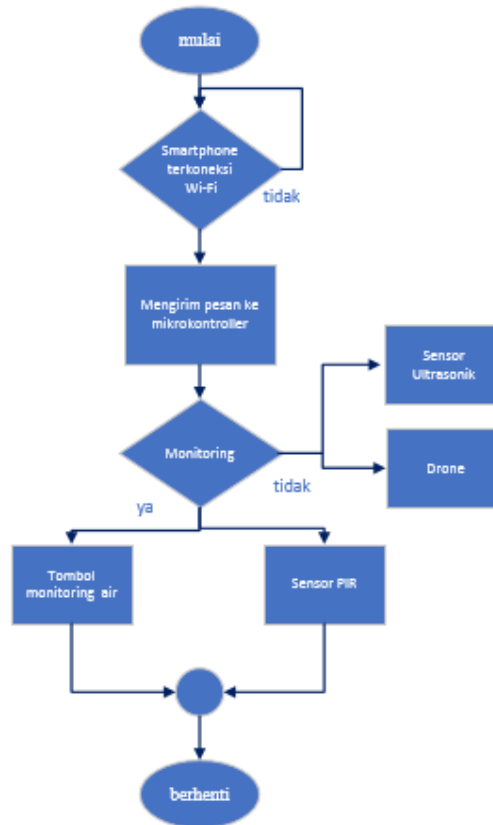 mulai
Smartphone
terkoneksi
Wi-Fi
tidak
Mengirim pesan ke
mikrokontroller
Sensor
Ultrasonik
Monitoring
Drone
tidak
ya
Tombol
monitoring air
Sensor PIR
berhenti